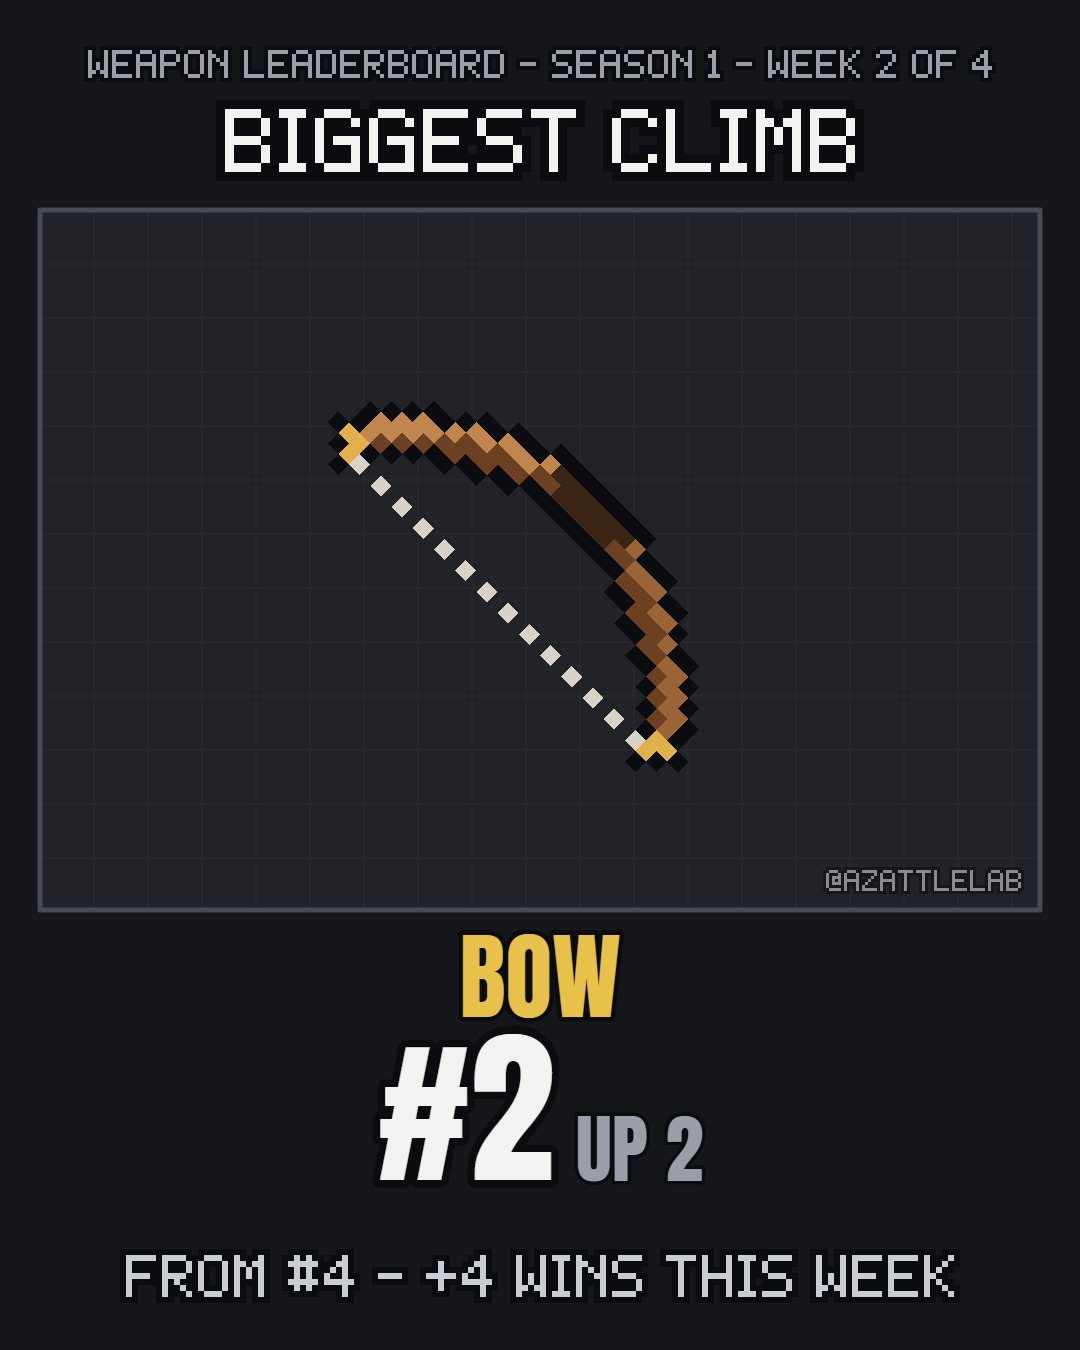 WEAPON LEADERBOARD - SEASON 1 - WEEK 2 OF 4
BIGGEST CLIMB
@AZATTLELAB
BOW
#2 UP 2
FROM #4 - +4 WINS THIS WEEK